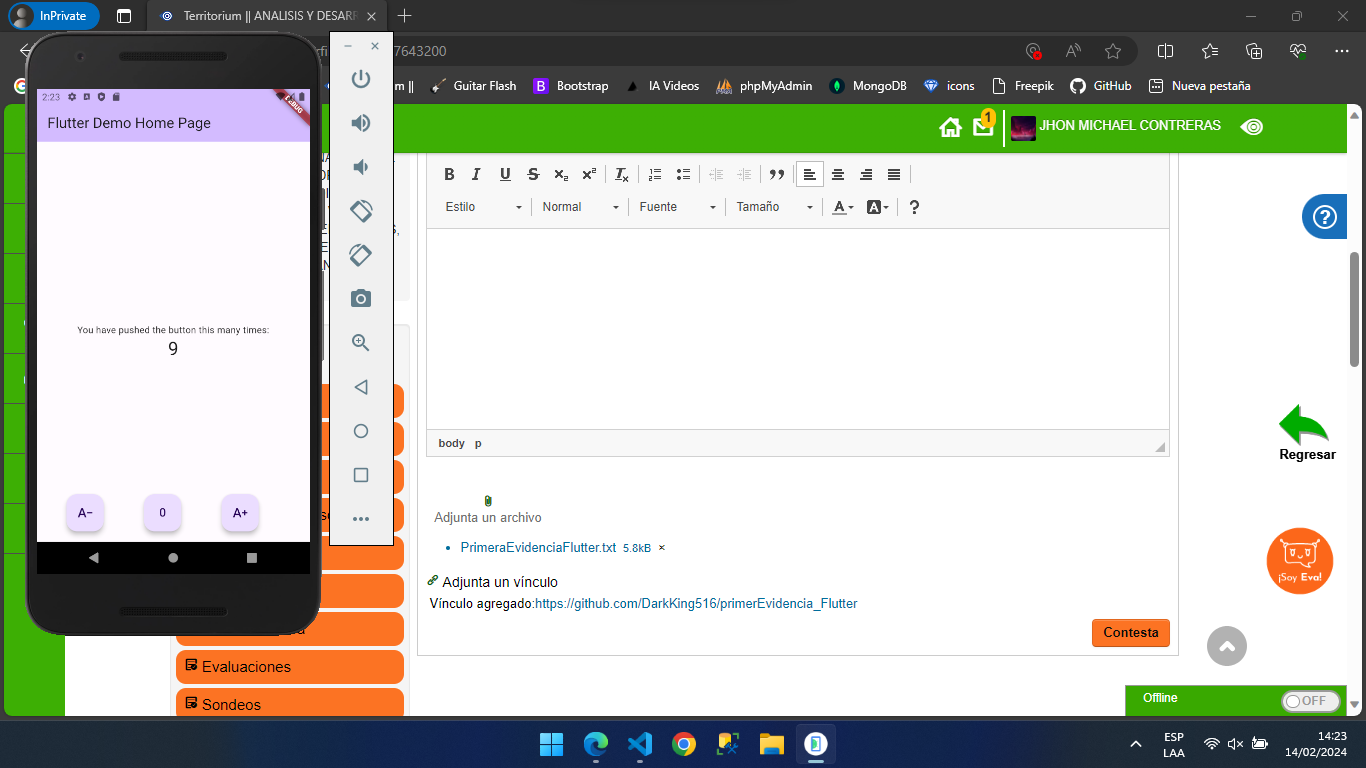 InPrivate
Territorium || ANALISIS Y DESARR
7643200
m ||
Guitar Flash
Bootstrap
IA Videos
phpMyAdmin
MongoDB
icons
Freepik
GitHub
Nueva pestaña
1
JHON MICHAEL CONTRERAS
2:23
DEBUG
Flutter Demo Home Page
You have pushed the button this many times:
9
A−
0
A+
Estilo
Normal
Fuente
Tamaño
body p
Regresar
Adjunta un archivo
PrimeraEvidenciaFlutter.txt 5.8kB ×
¡Soy Eva!
Adjunta un vínculo
Vínculo agregado:https://github.com/DarkKing516/primerEvidencia_Flutter
Contesta
Evaluaciones
Sondeos
Offline
OFF
ESP
LAA
14:23
14/02/2024